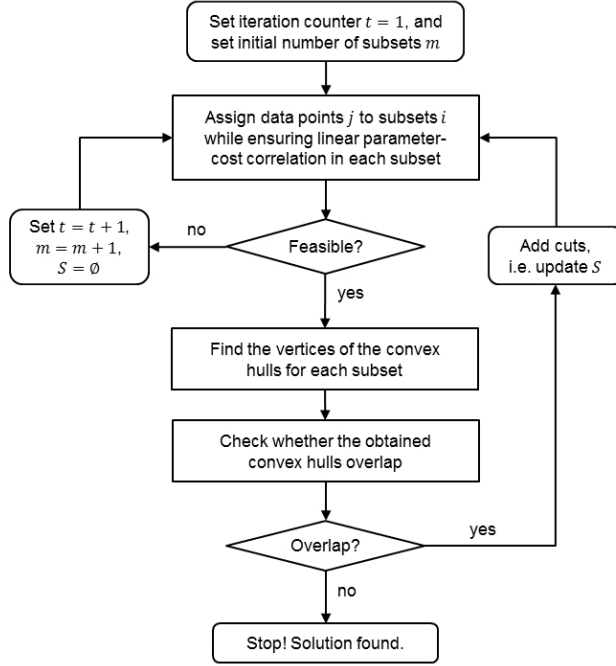 Set iteration counter t = 1, and
set initial number of subsets m
Assign data points j to subsets i
while ensuring linear parameter-
cost correlation in each subset
Set t = t + 1,
m = m + 1,
S = ∅
no
Feasible?
Add cuts,
i.e. update S
yes
Find the vertices of the convex
hulls for each subset
Check whether the obtained
convex hulls overlap
Overlap?
yes
no
Stop! Solution found.